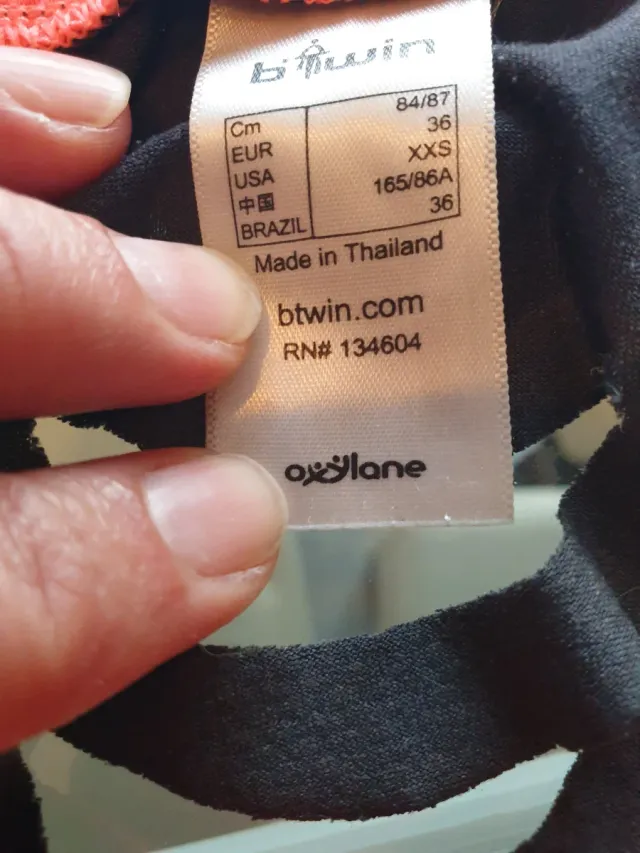 btwin
Cm 84/87
EUR 36
USA XXS
中国 165/86A
BRAZIL 36
Made in Thailand
btwin.com
RN# 134604
oxylane